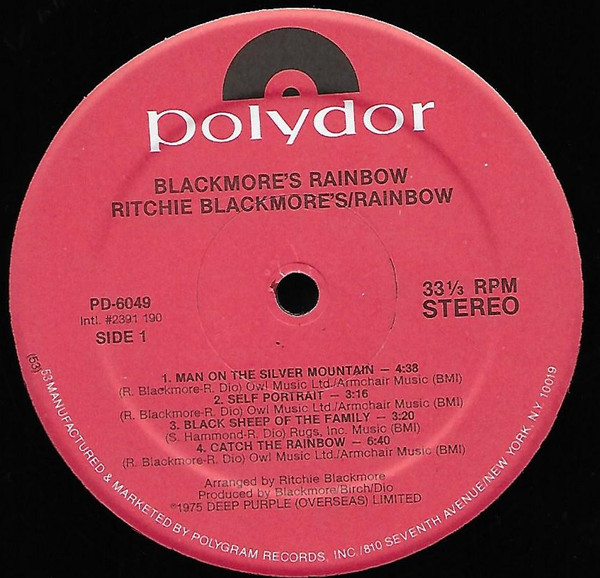 polydor
BLACKMORE'S RAINBOW
RITCHIE BLACKMORE'S/RAINBOW
PD-6049
Intl. #2391 190
SIDE 1
33⅓ RPM
STEREO
1. MAN ON THE SILVER MOUNTAIN — 4:38
(R. Blackmore-R. Dio) Owl Music Ltd./Armchair Music (BMI)
2. SELF PORTRAIT — 3:16
(R. Blackmore-R. Dio) Owl Music Ltd./Armchair Music (BMI)
3. BLACK SHEEP OF THE FAMILY — 3:20
(S. Hammond-R. Dio) Rugs, Inc. Music (BMI)
4. CATCH THE RAINBOW — 6:40
(R. Blackmore-R. Dio) Owl Music Ltd./Armchair Music (BMI)
Arranged by Ritchie Blackmore
Produced by Blackmore/Birch/Dio
℗1975 DEEP PURPLE (OVERSEAS) LIMITED
(53) 53 MANUFACTURED & MARKETED BY POLYGRAM RECORDS, INC./810 SEVENTH AVENUE/NEW YORK, N.Y. 10019